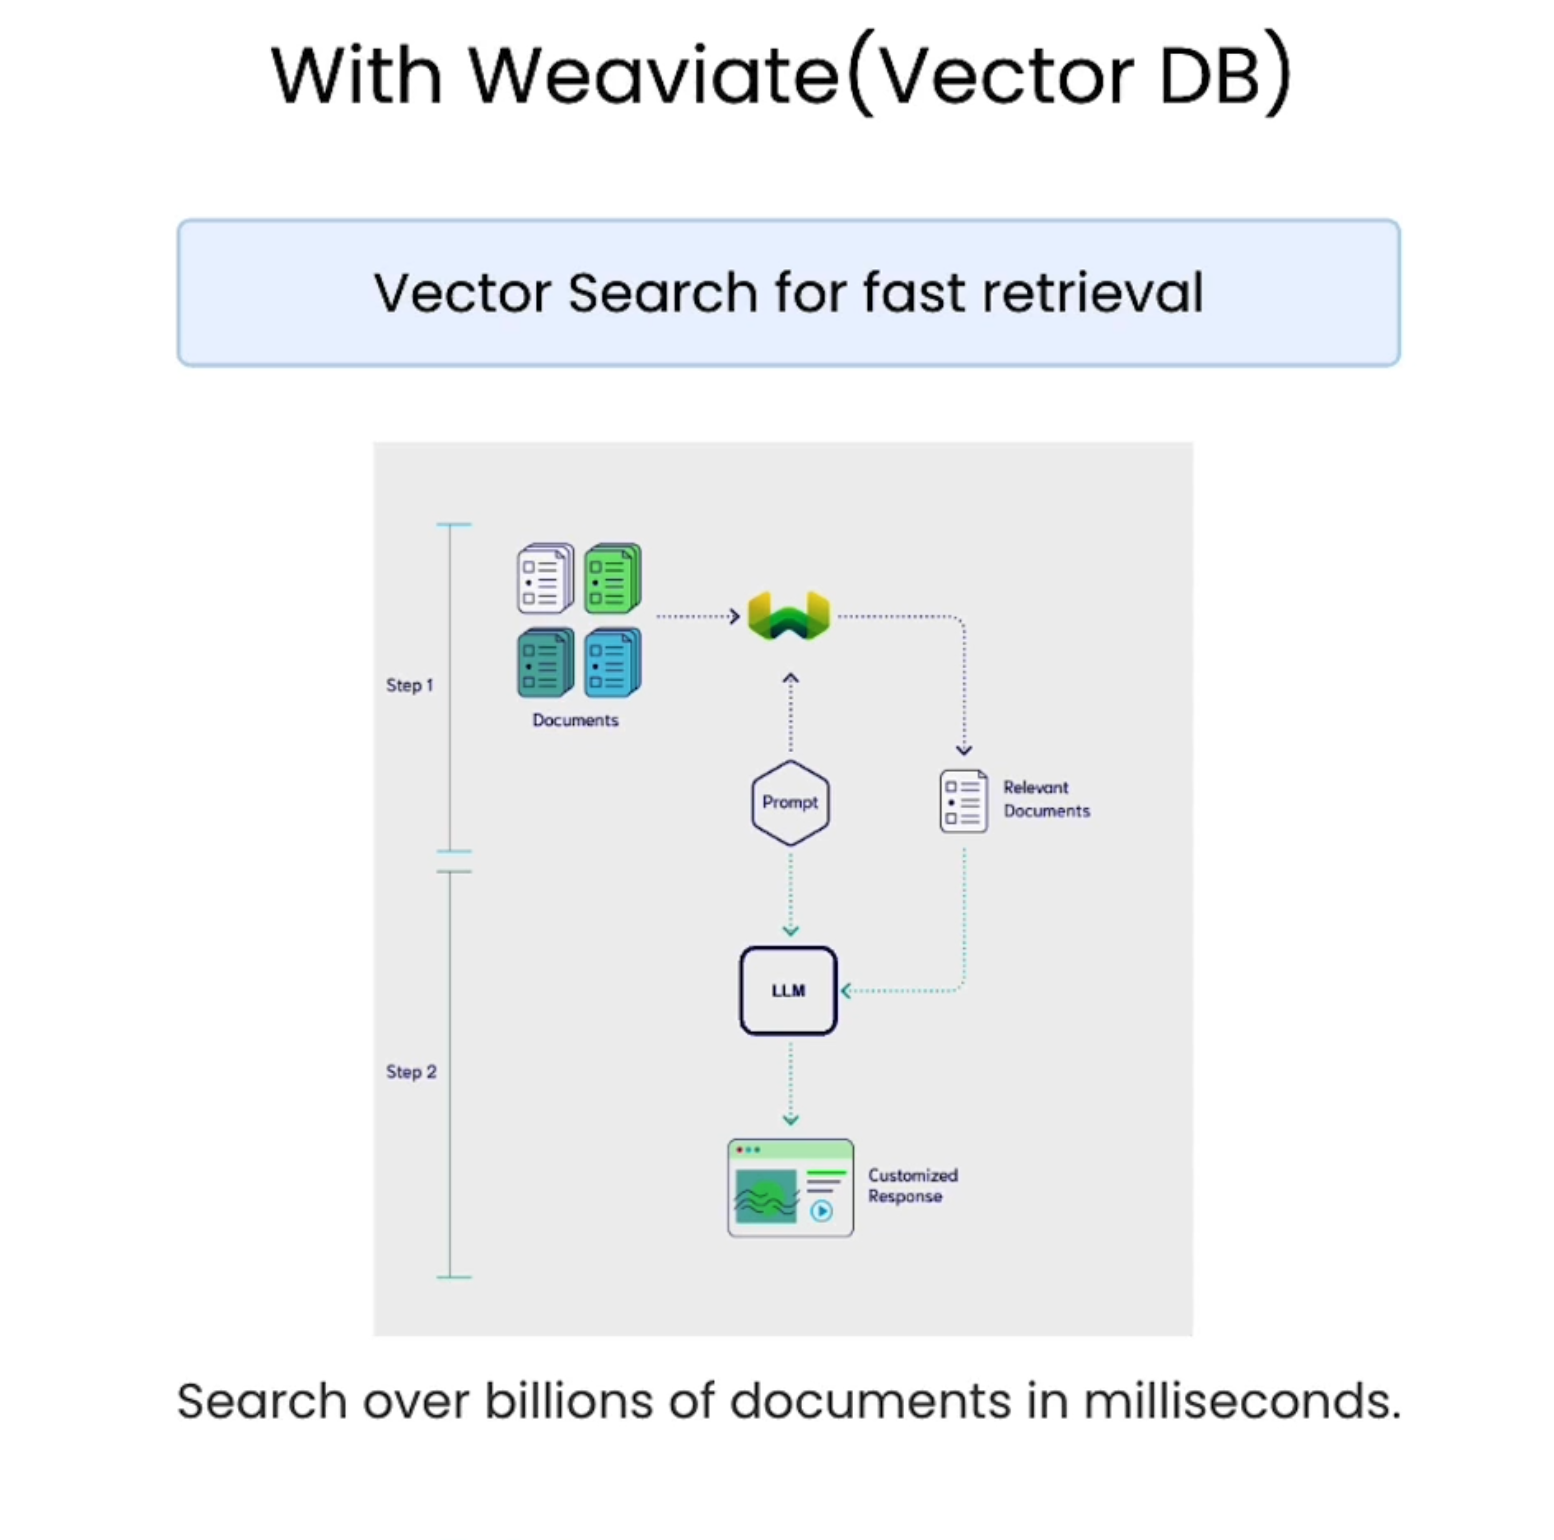 With Weaviate(Vector DB)
Vector Search for fast retrieval
Step 1
Documents
Prompt
Relevant
Documents
LLM
Step 2
Customized
Response
Search over billions of documents in milliseconds.